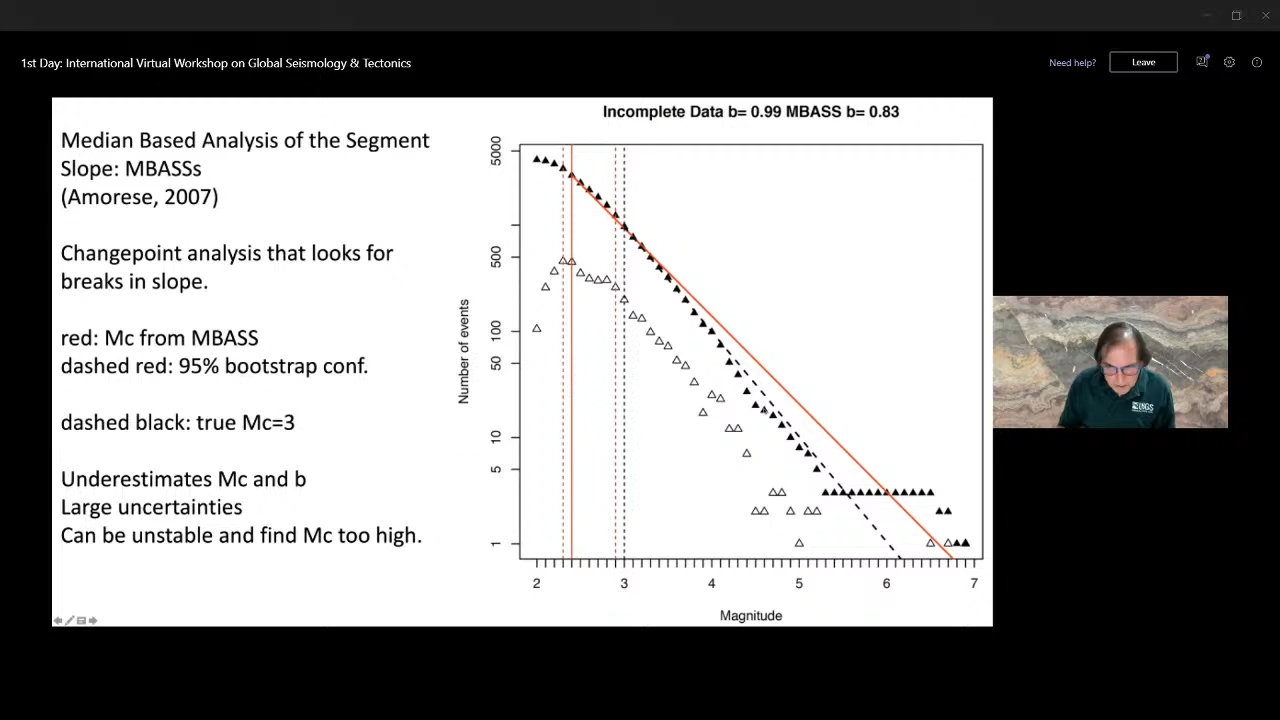 1st Day: International Virtual Workshop on Global Seismology & Tectonics
Need help?
Leave
Median Based Analysis of the Segment
Slope: MBASSs
(Amorese, 2007)
Changepoint analysis that looks for
breaks in slope.
red: Mc from MBASS
dashed red: 95% bootstrap conf.
dashed black: true Mc=3
Underestimates Mc and b
Large uncertainties
Can be unstable and find Mc too high.
Incomplete Data b= 0.99 MBASS b= 0.83
Number of events
5000
500
100
50
10
5
1
2 3 4 5 6 7
Magnitude
USGS